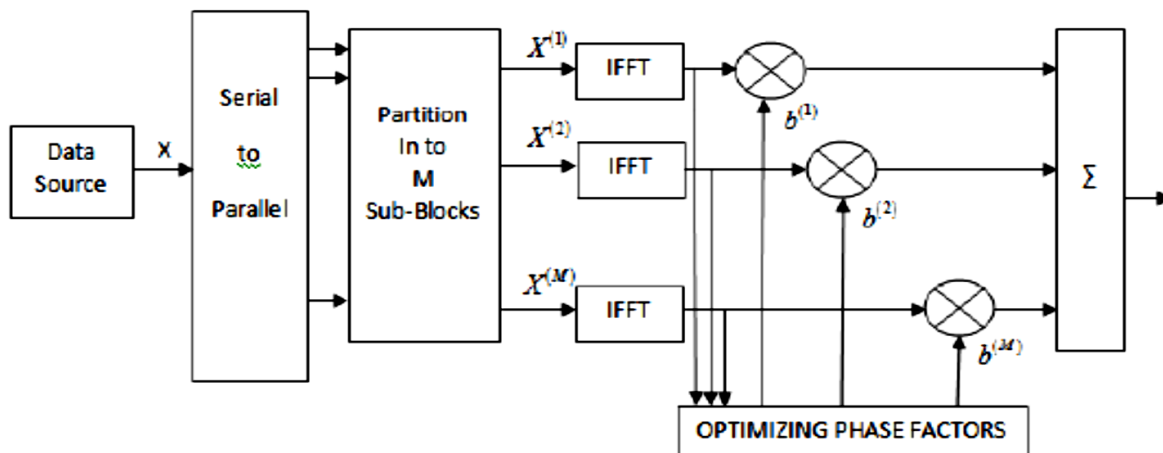 Data
Source
X
Serial
to
Parallel
Partition
In to
M
Sub-Blocks
X^(1)
IFFT
b^(1)
X^(2)
IFFT
b^(2)
X^(M)
IFFT
b^(M)
Σ
OPTIMIZING PHASE FACTORS